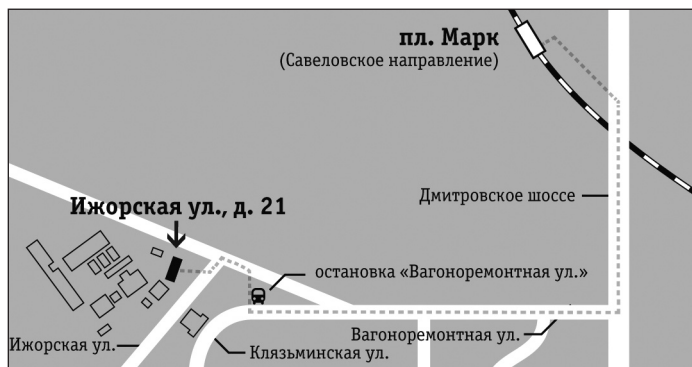 пл. Марк
(Савеловское направление)
Дмитровское шоссе
Ижорская ул., д. 21
остановка «Вагоноремонтная ул.»
Вагоноремонтная ул.
Ижорская ул.
Клязьминская ул.